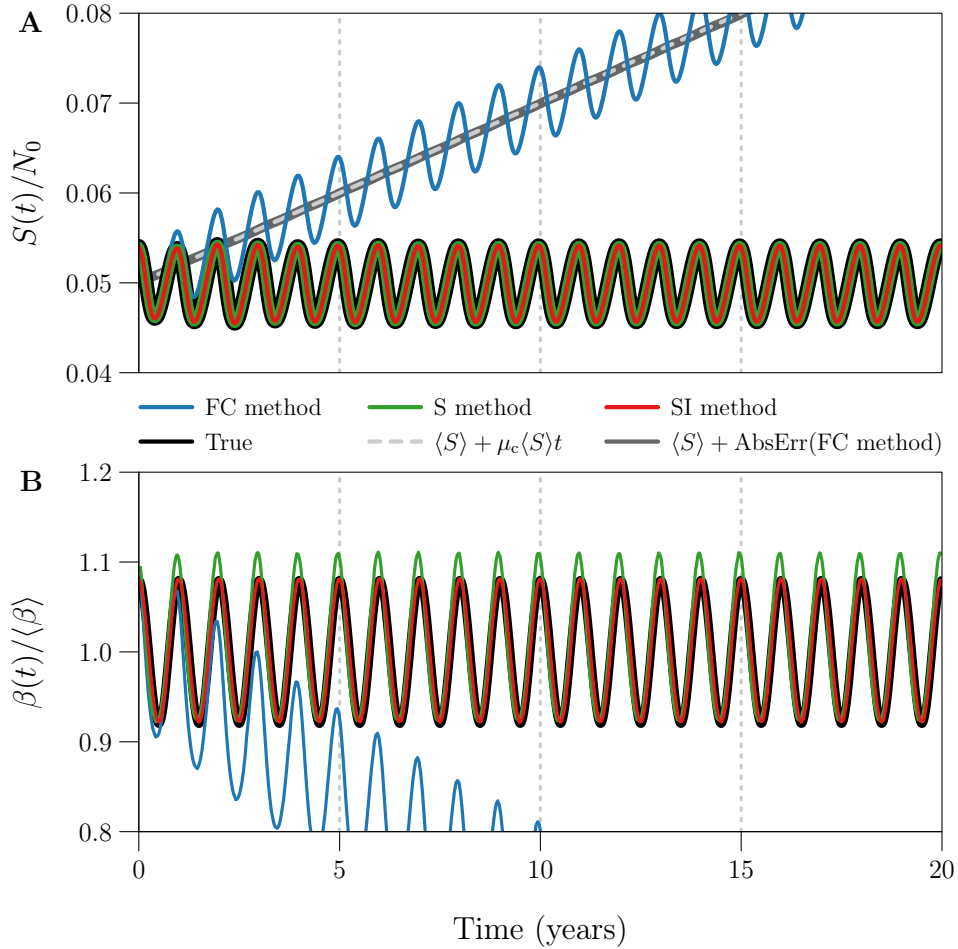 A
0.08
0.07
0.06
0.05
0.04
S(t)/N₀
FC method
S method
SI method
True
⟨S⟩ + μ_c⟨S⟩t
⟨S⟩ + AbsErr(FC method)
B
1.2
1.1
1.0
0.9
0.8
β(t)/⟨β⟩
0
5
10
15
20
Time (years)